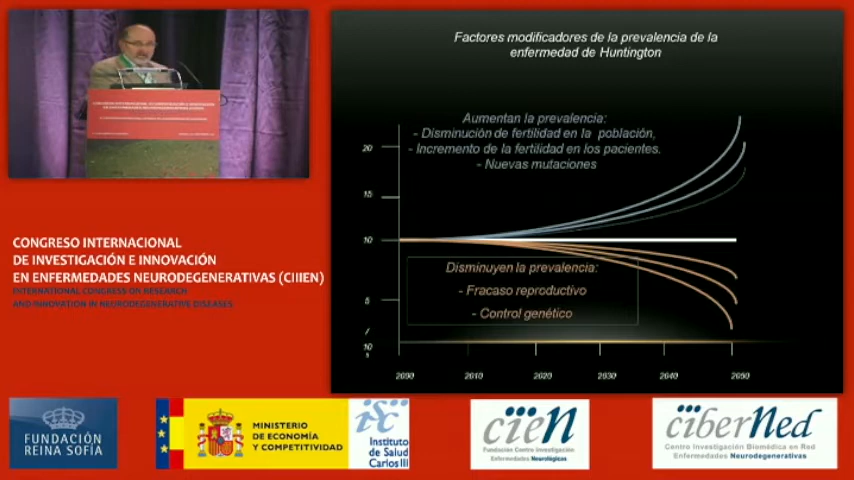 Factores modificadores de la prevalencia de la
enfermedad de Huntington
Aumentan la prevalencia:
- Disminución de fertilidad en la población,
- Incremento de la fertilidad en los pacientes.
- Nuevas mutaciones
20
15
10
Disminuyen la prevalencia:
- Fracaso reproductivo
- Control genético
5
/
10
2010
2020
2030
2040
CONGRESO INTERNACIONAL
DE INVESTIGACIÓN E INNOVACIÓN
EN ENFERMEDADES NEURODEGENERATIVAS (CIIIEN)
INTERNATIONAL CONGRESS ON RESEARCH
AND INNOVATION IN NEURODEGENERATIVE DISEASES
FUNDACIÓN
REINA SOFÍA
MINISTERIO
DE ECONOMÍA
Y COMPETITIVIDAD
isc
Instituto
de Salud
Carlos III
cien
Fundación Centro Investigación
Enfermedades Neurológicas
ciberNed
Centro Investigación Biomédica en Red
Enfermedades Neurodegenerativas